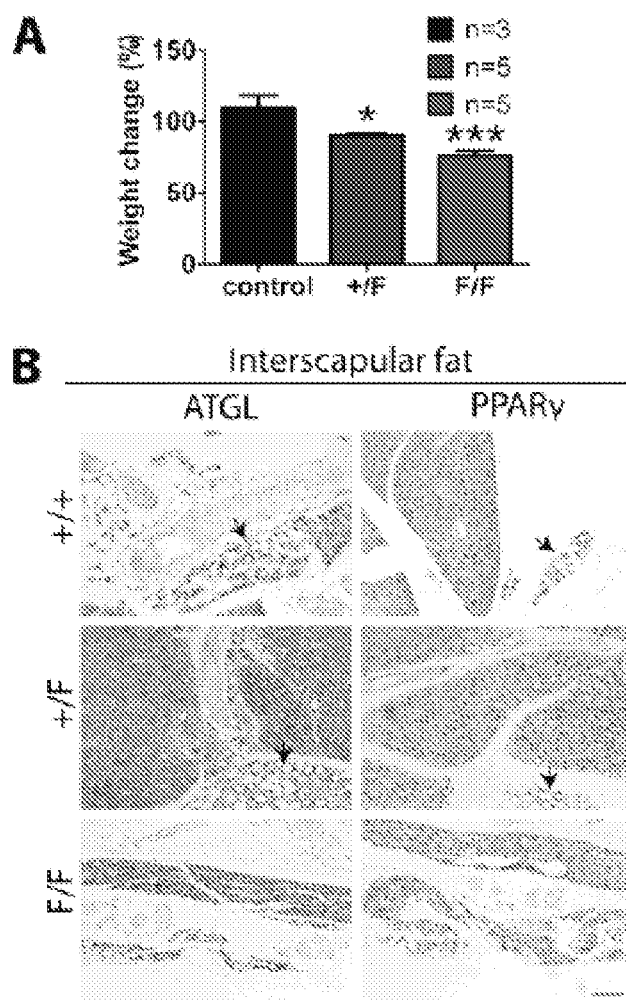 A
Weight change (%)
150
100
50
0
n=3
n=5
n=5
*
***
control +/F F/F
B
Interscapular fat
ATGL PPARγ
+/+
+/F
F/F